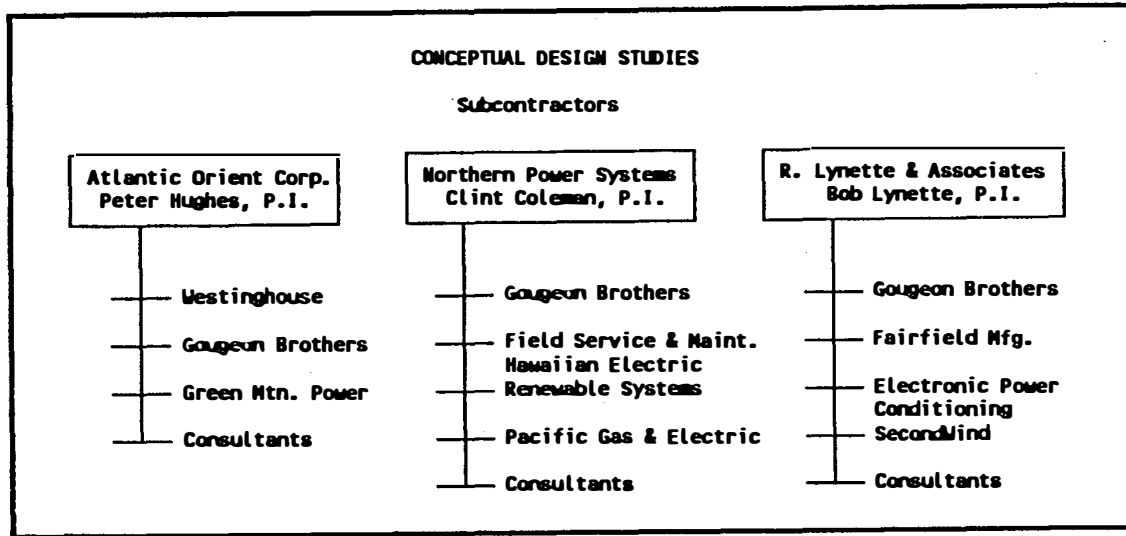 CONCEPTUAL DESIGN STUDIES
Subcontractors
Atlantic Orient Corp.
Peter Hughes, P.I.
Westinghouse
Gougeon Brothers
Green Mtn. Power
Consultants
Northern Power Systems
Clint Coleman, P.I.
Gougeon Brothers
Field Service & Maint.
Hawaiian Electric
Renewable Systems
Pacific Gas & Electric
Consultants
R. Lynette & Associates
Bob Lynette, P.I.
Gougeon Brothers
Fairfield Mfg.
Electronic Power
Conditioning
SecondWind
Consultants